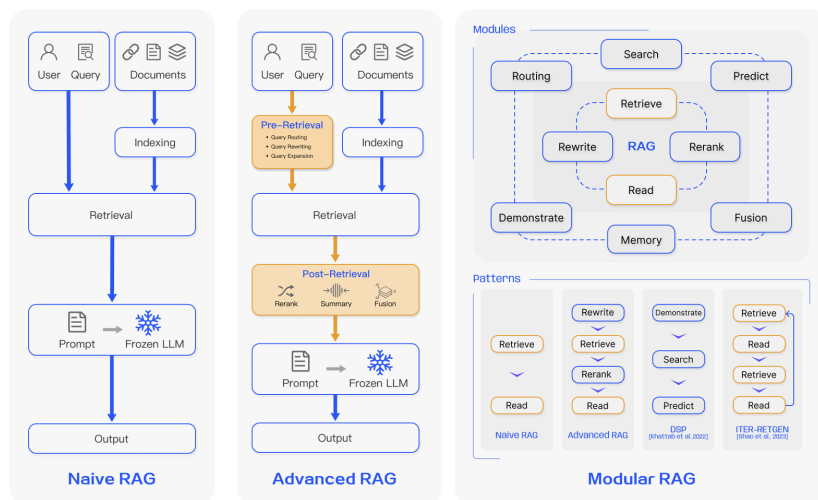 User Query
Documents
Indexing
Retrieval
Prompt
Frozen LLM
Output
Naive RAG
User Query
Documents
Pre-Retrieval
• Query Routing
• Query Rewriting
• Query Expansion
Indexing
Retrieval
Post-Retrieval
Rerank Summary Fusion
Prompt
Frozen LLM
Output
Advanced RAG
Modules
Search
Routing
Predict
Retrieve
Rewrite
RAG
Rerank
Read
Demonstrate
Fusion
Memory
Patterns
Retrieve
Read
Naive RAG
Rewrite
Retrieve
Rerank
Read
Advanced RAG
Demonstrate
Search
Predict
DSP
[Khattab et al.,2022]
Retrieve
Read
Retrieve
Read
ITER-RETGEN
[Shao et al., 2023]
Modular RAG